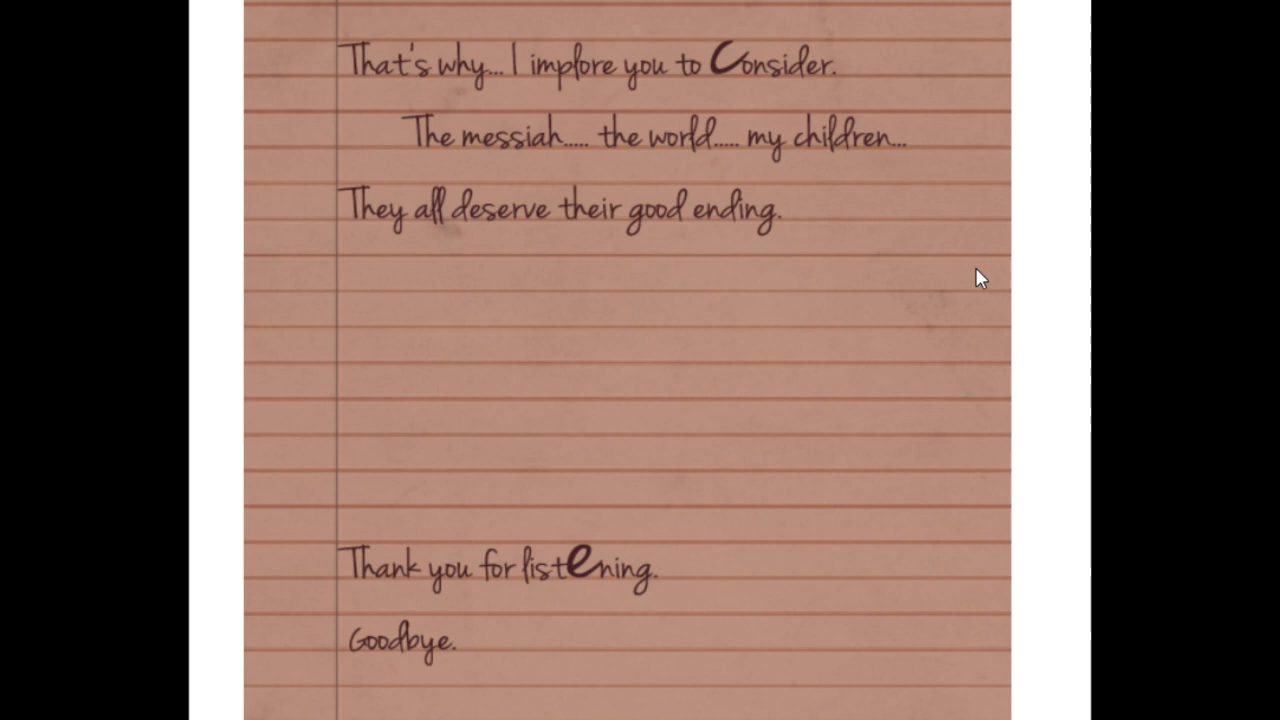 That's why... I implore you to Consider.
The messiah..... the world..... my children...
They all deserve their good ending.
Thank you for listening.
Goodbye.